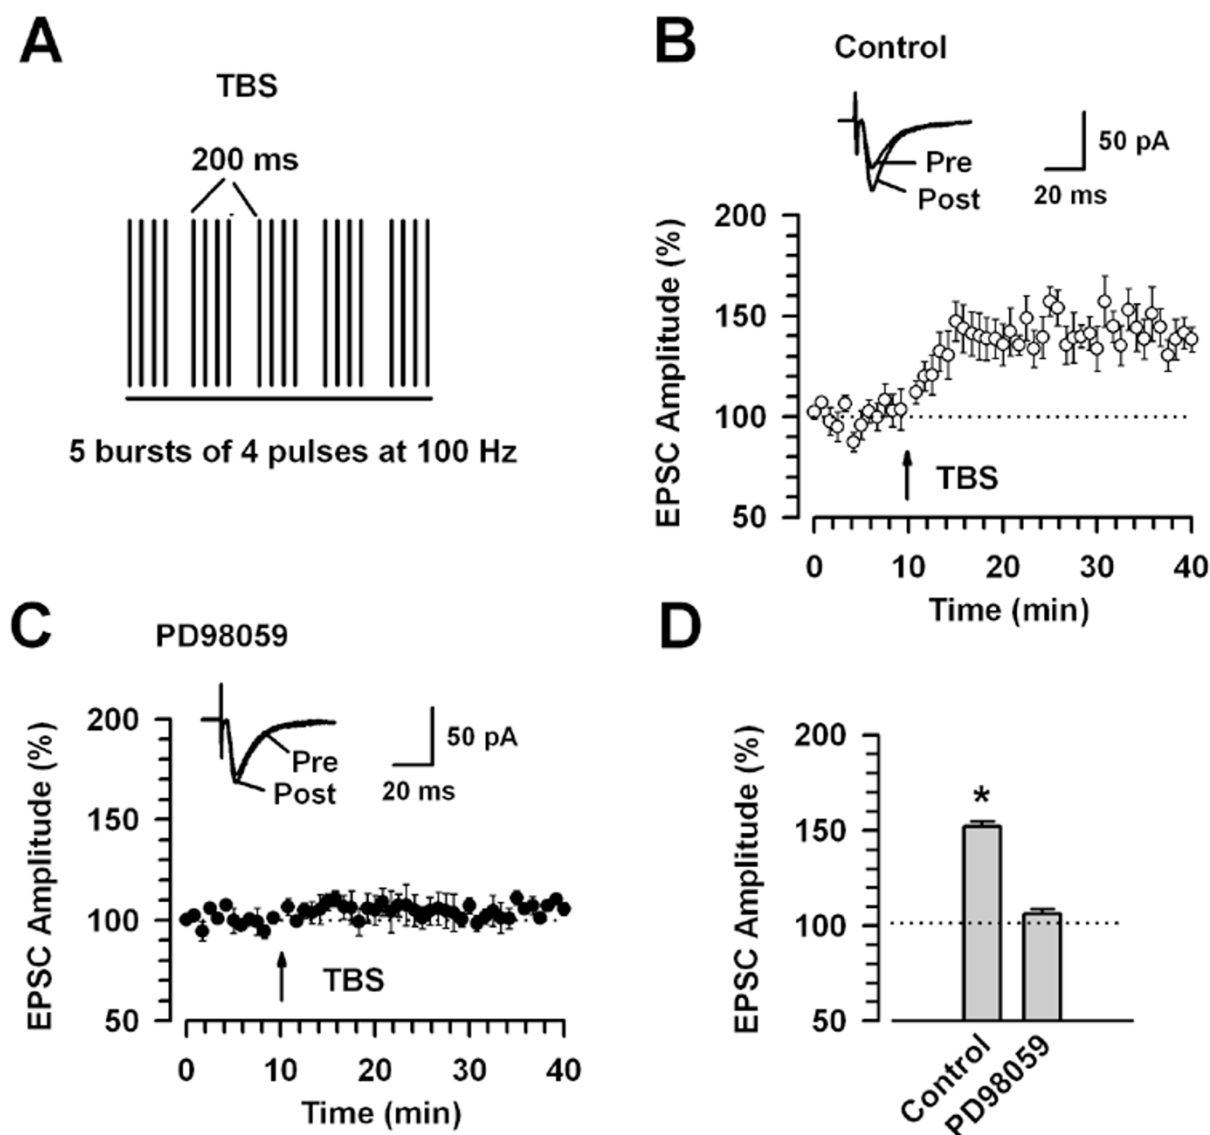 A
TBS
200 ms
5 bursts of 4 pulses at 100 Hz
B
Control
50 pA
Pre
20 ms
Post
EPSC Amplitude (%)
200
150
100
50
TBS
0 10 20 30 40
Time (min)
C
PD98059
50 pA
Pre
20 ms
Post
EPSC Amplitude (%)
200
150
100
50
TBS
0 10 20 30 40
Time (min)
D
EPSC Amplitude (%)
200
150
100
50
*
Control
PD98059